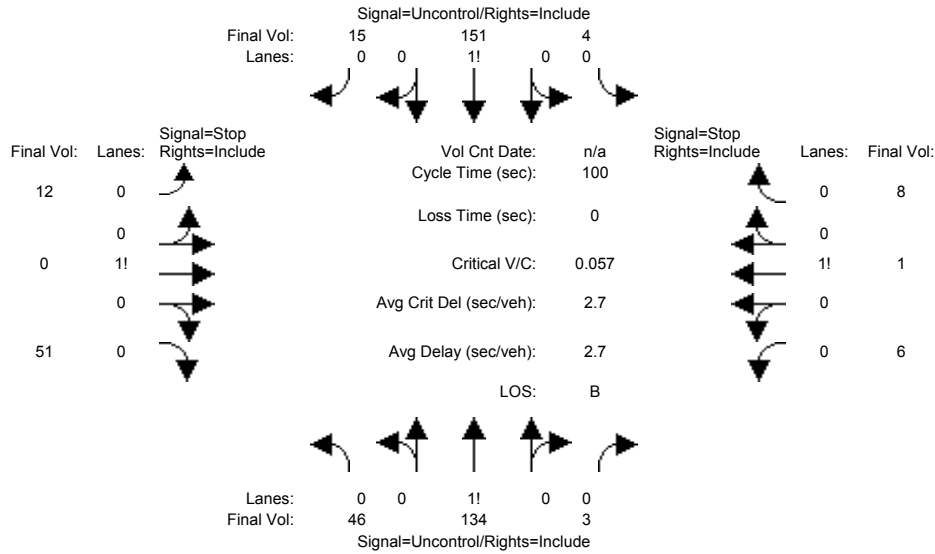 Signal=Uncontrol/Rights=Include
Final Vol: 15 151 4
Lanes: 0 0 1! 0 0
Signal=Stop Signal=Stop
Final Vol: Lanes: Rights=Include Vol Cnt Date: n/a Rights=Include Lanes: Final Vol:
Cycle Time (sec): 100
12 0 0 8
Loss Time (sec): 0
0 0
0 1! Critical V/C: 0.057 1! 1
0 Avg Crit Del (sec/veh): 2.7 0
51 0 Avg Delay (sec/veh): 2.7 0 6
LOS: B
Lanes: 0 0 1! 0 0
Final Vol: 46 134 3
Signal=Uncontrol/Rights=Include